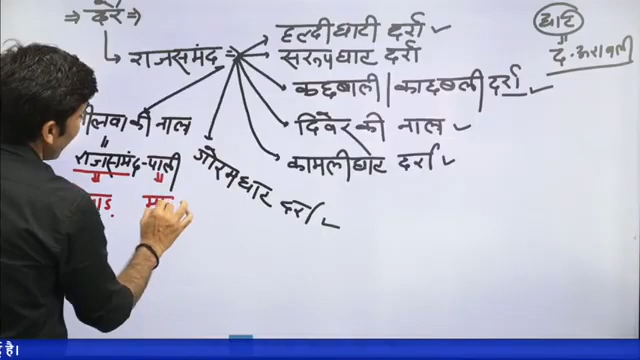 ⇒ दर्रे ⇒
राजसमंद ⇒
हल्दीघाटी दर्रा ✓
सरूपघाट दर्रा
कछबाली | काछबली दर्रा ✓
दिवेर की नाल ✓
कामलीघाट दर्रा ✓
गोरमघाट दर्रा ✓
की नाल
॥
राजसमंद-पाली
घाट
॥
द. अरावली
है।